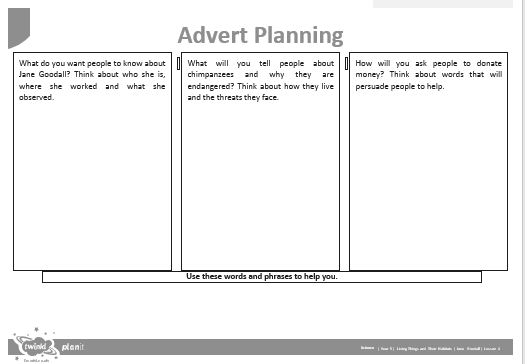 Advert Planning
What do you want people to know about
Jane Goodall? Think about who she is,
where she worked and what she
observed.
What will you tell people about
chimpanzees and why they are
endangered? Think about how they live
and the threats they face.
How will you ask people to donate
money? Think about words that will
persuade people to help.
Use these words and phrases to help you.
twinkl planit
Science | Year 5 | Living Things and Their Habitats | Jane Goodall | Lesson 5